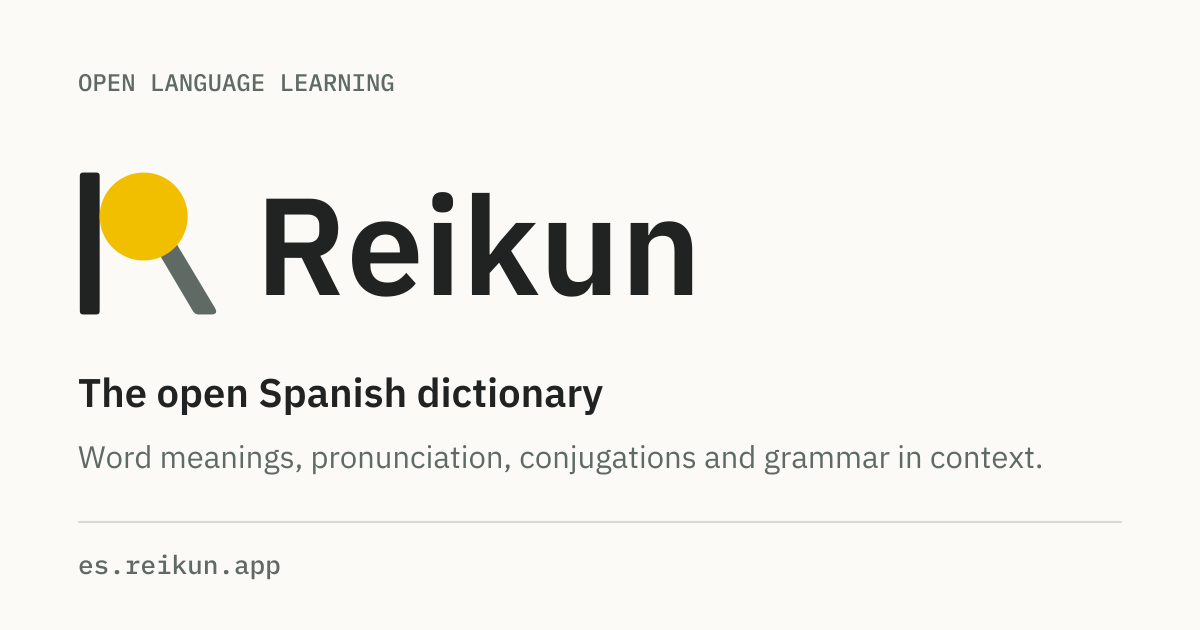 OPEN LANGUAGE LEARNING
Reikun
The open Spanish dictionary
Word meanings, pronunciation, conjugations and grammar in context.
es.reikun.app